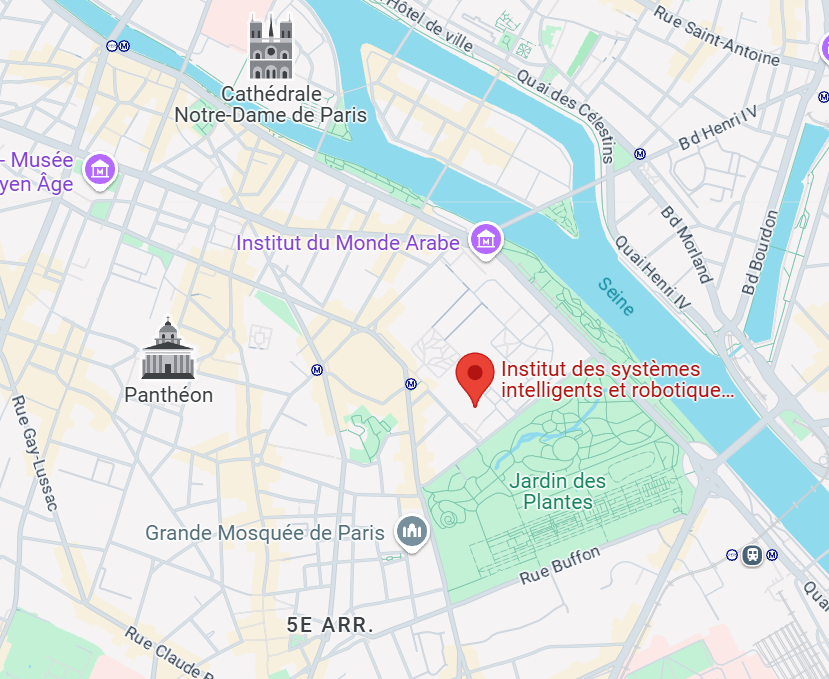 Hôtel de ville
Rue Saint-Antoine
Quai des Célestins
Cathédrale
Notre-Dame de Paris
Bd Henri IV
- Musée
yen Âge
Institut du Monde Arabe
Bd Morland
Bd Bourdon
Quai Henri IV
Seine
Panthéon
Institut des systèmes
intelligents et robotique...
Rue Gay-Lussac
Jardin des
Plantes
Grande Mosquée de Paris
Rue Buffon
5E ARR.
Rue Claude B
Qua
M
M
M
M
M
M